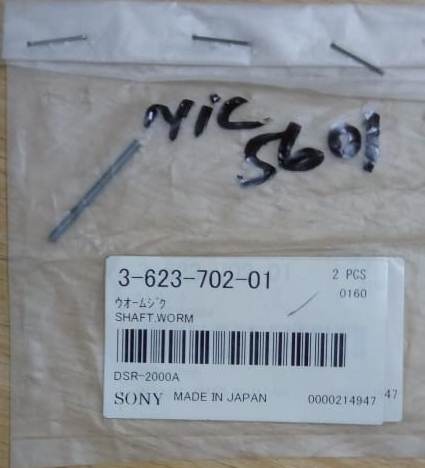 NIC
5601
3-623-702-01
2 PCS
0160
ウオームジク
SHAFT,WORM
DSR-2000A
SONY MADE IN JAPAN
0000214947
47